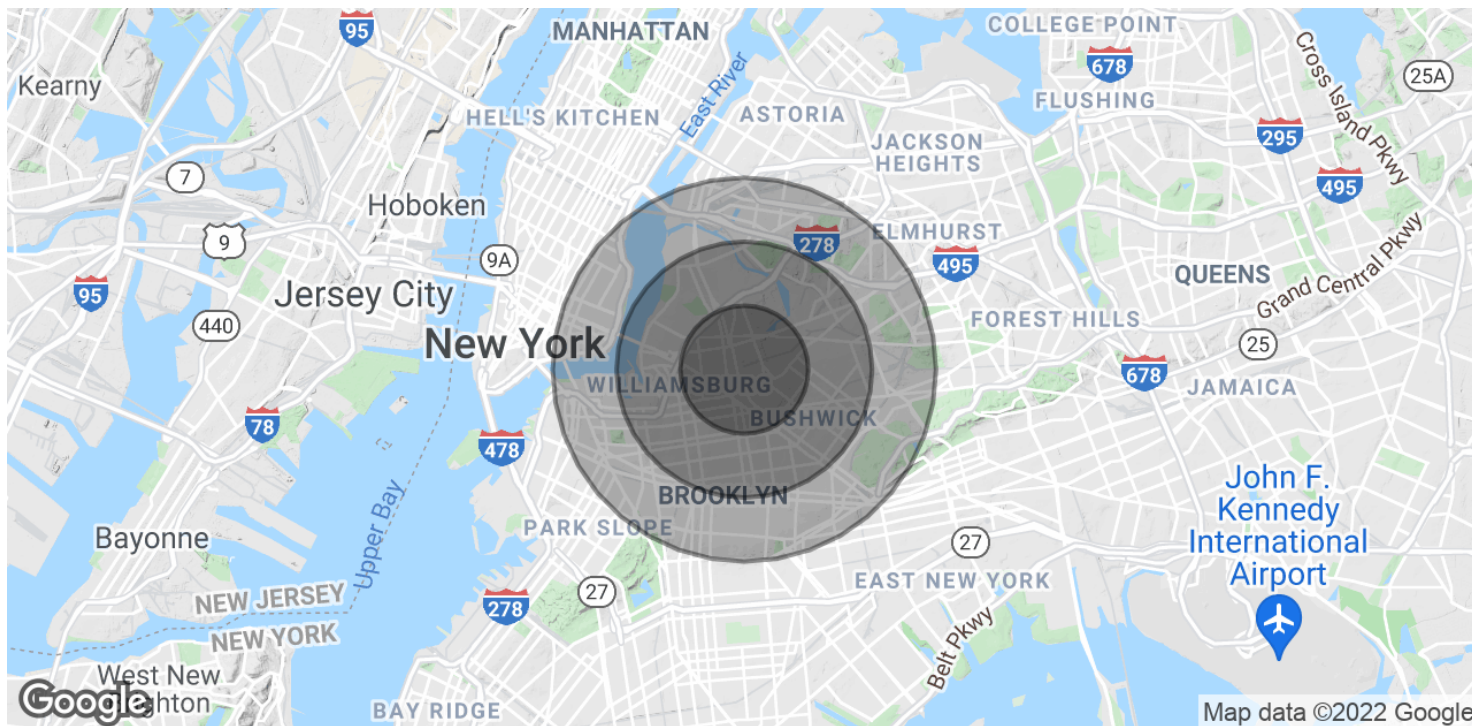 95
MANHATTAN
COLLEGE POINT
678
Cross Island Pkwy
25A
Kearny
East River
FLUSHING
HELL'S KITCHEN
ASTORIA
295
JACKSON
HEIGHTS
7
495
Hoboken
9
278
ELMHURST
9A
495
QUEENS
Grand Central Pkwy
95
Jersey City
440
FOREST HILLS
New York
25
678
WILLIAMSBURG
JAMAICA
78
BUSHWICK
478
BROOKLYN
John F.
Kennedy
International
Airport
Upper Bay
PARK SLOPE
Bayonne
27
EAST NEW YORK
27
NEW JERSEY
278
NEW YORK
Belt Pkwy
West New
Brighton
Google
BAY RIDGE
Map data ©2022 Google